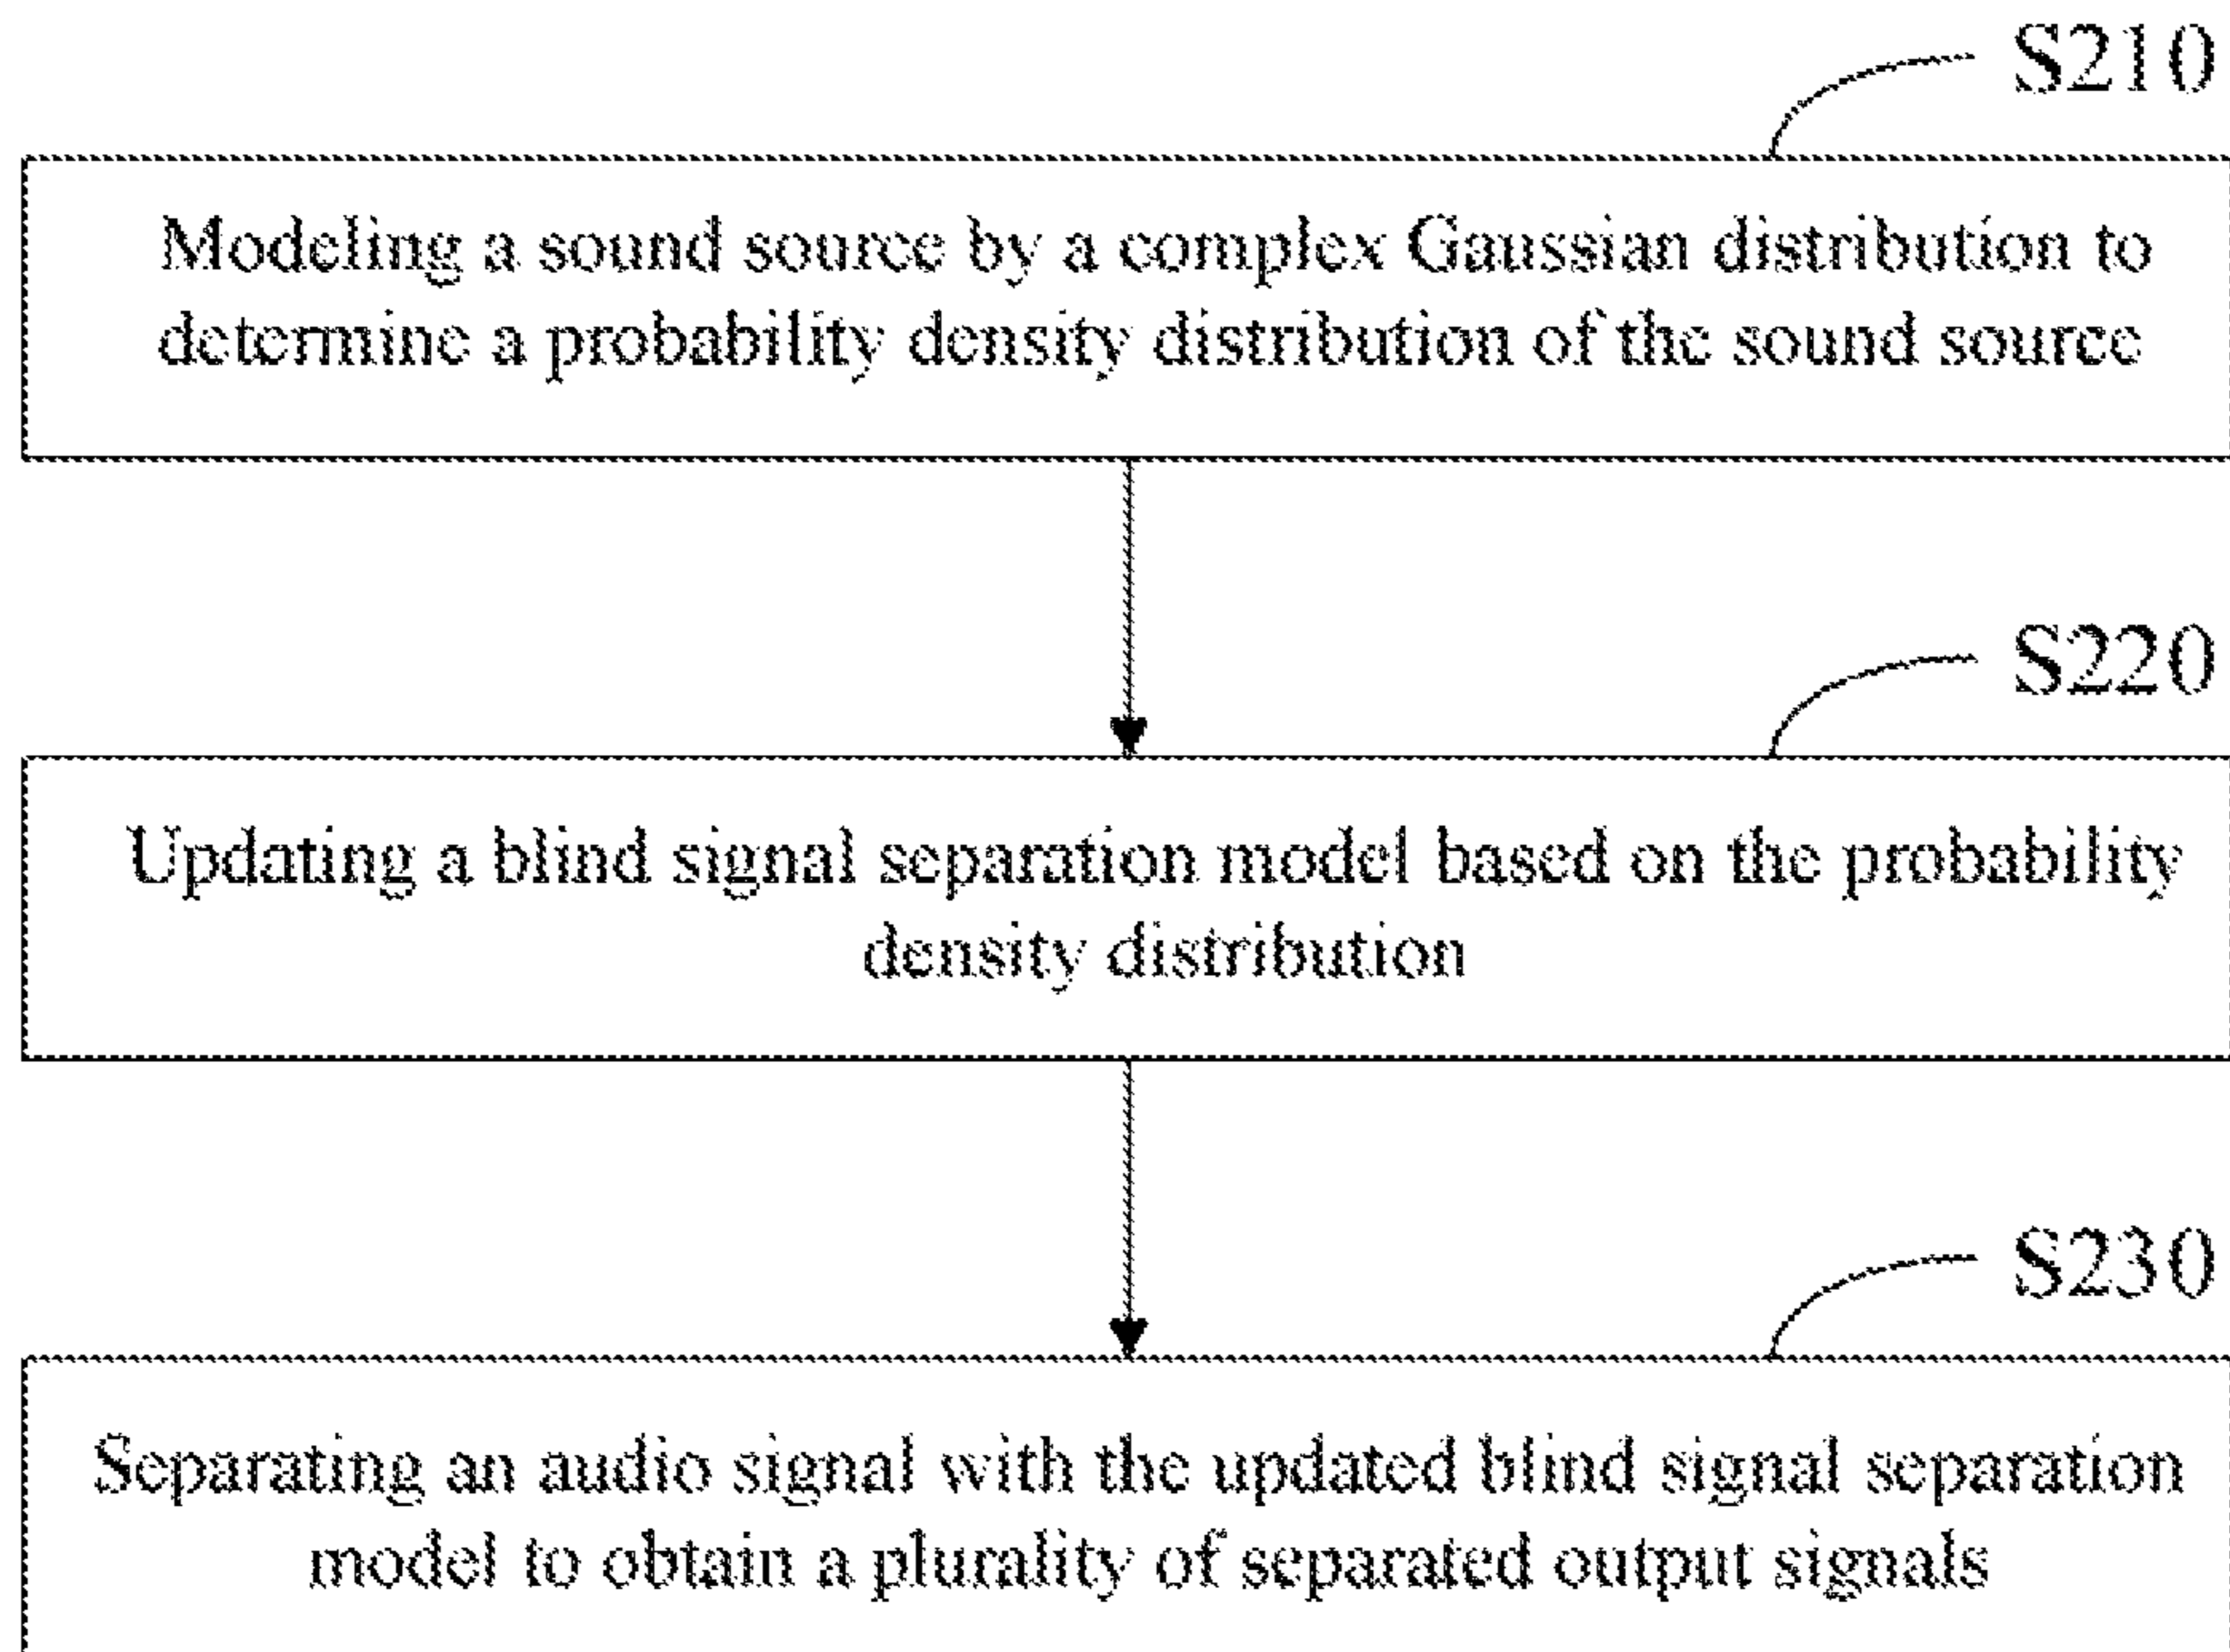 S210
Modeling a sound source by a complex Gaussian distribution to
determine a probability density distribution of the sound source
S220
Updating a blind signal separation model based on the probability
density distribution
S230
Separating an audio signal with the updated blind signal separation
model to obtain a plurality of separated output signals